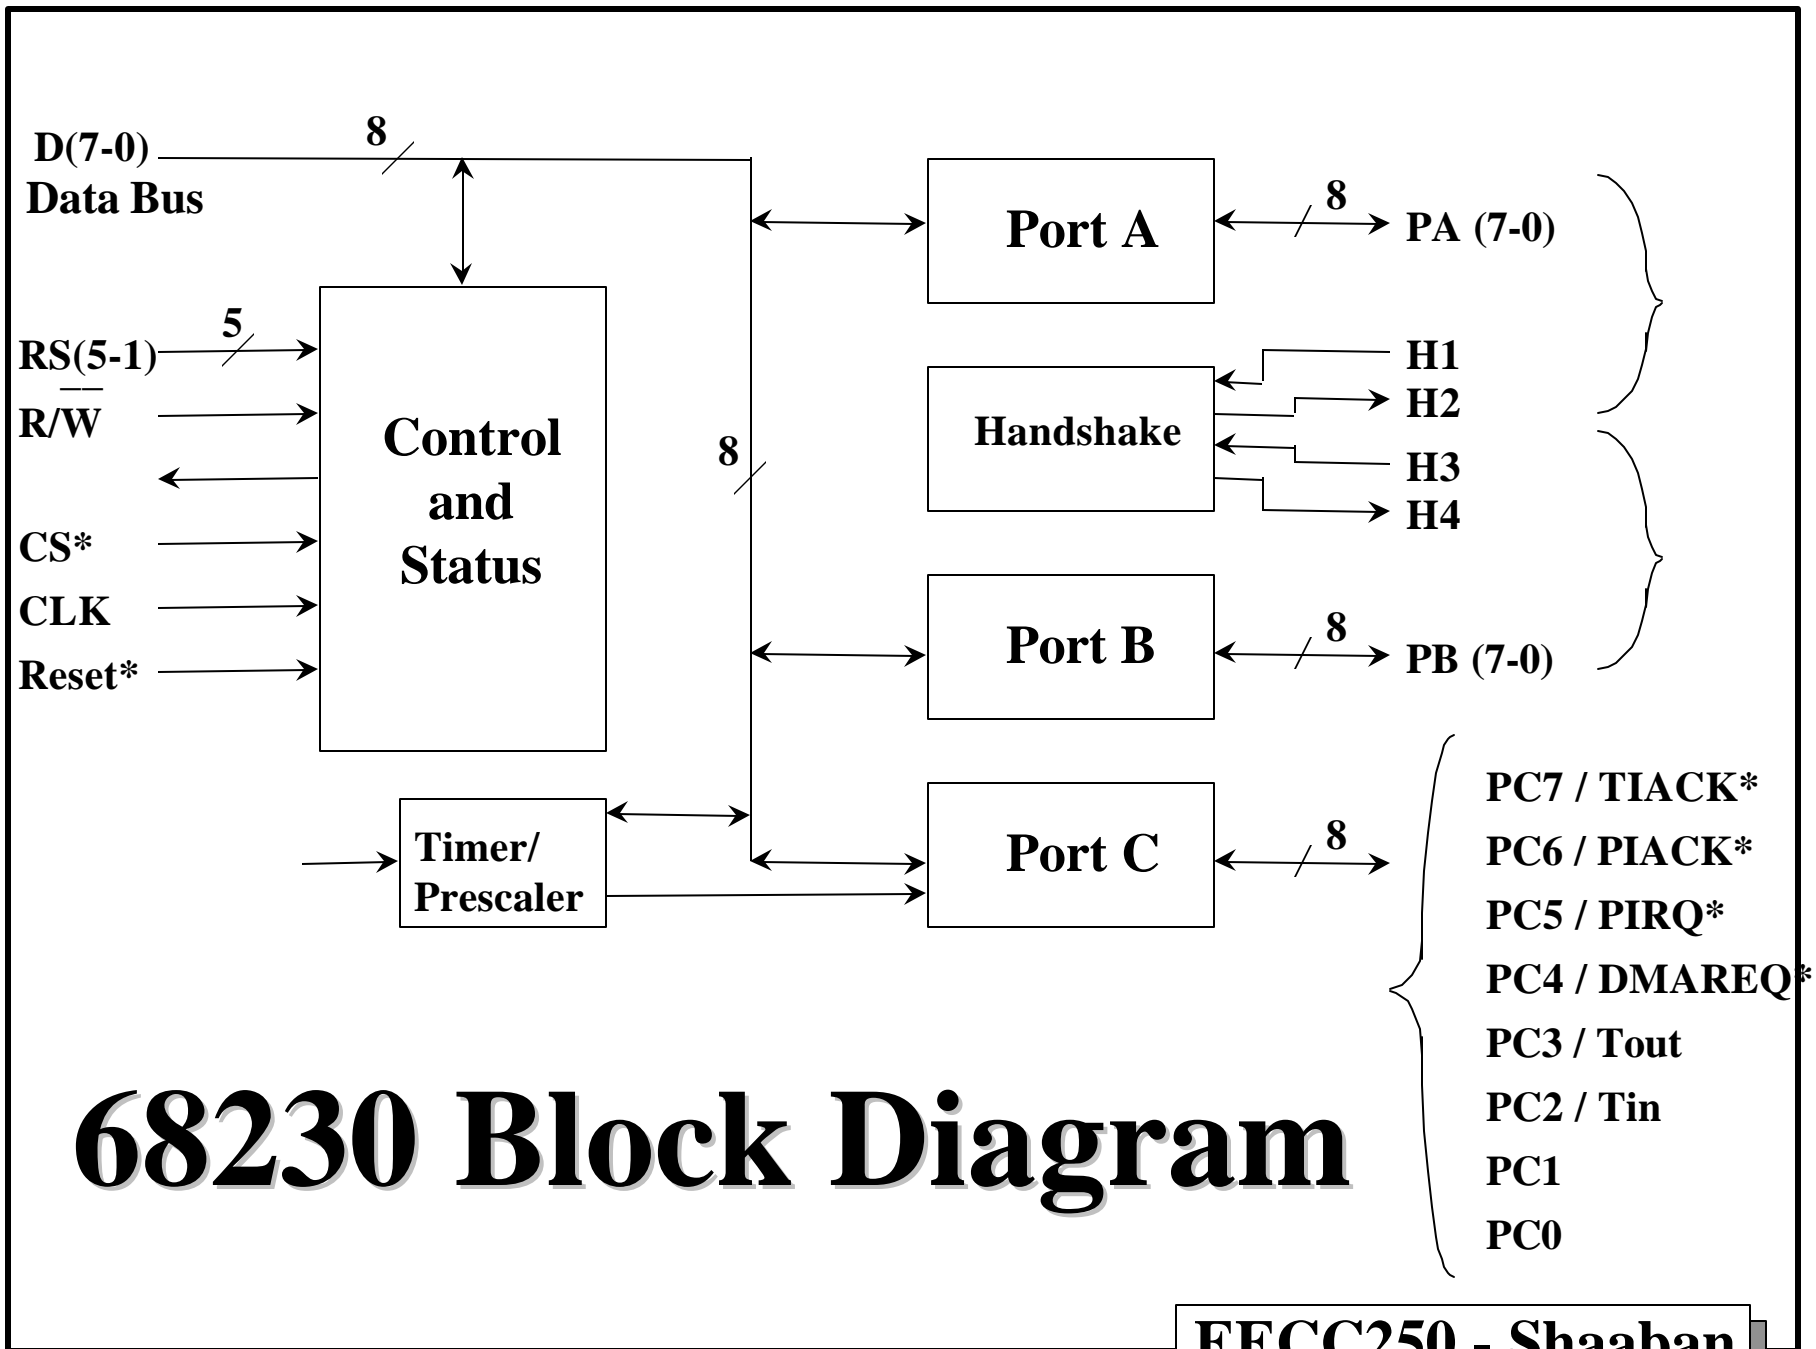 D(7-0)
Data Bus
8
RS(5-1)
5
R/W
CS*
CLK
Reset*
Control
and
Status
8
Timer/
Prescaler
Port A
8
PA (7-0)
Handshake
H1
H2
H3
H4
Port B
8
PB (7-0)
Port C
8
PC7 / TIACK*
PC6 / PIACK*
PC5 / PIRQ*
PC4 / DMAREQ*
PC3 / Tout
PC2 / Tin
PC1
PC0
68230 Block Diagram
EECC250 - Shaaban